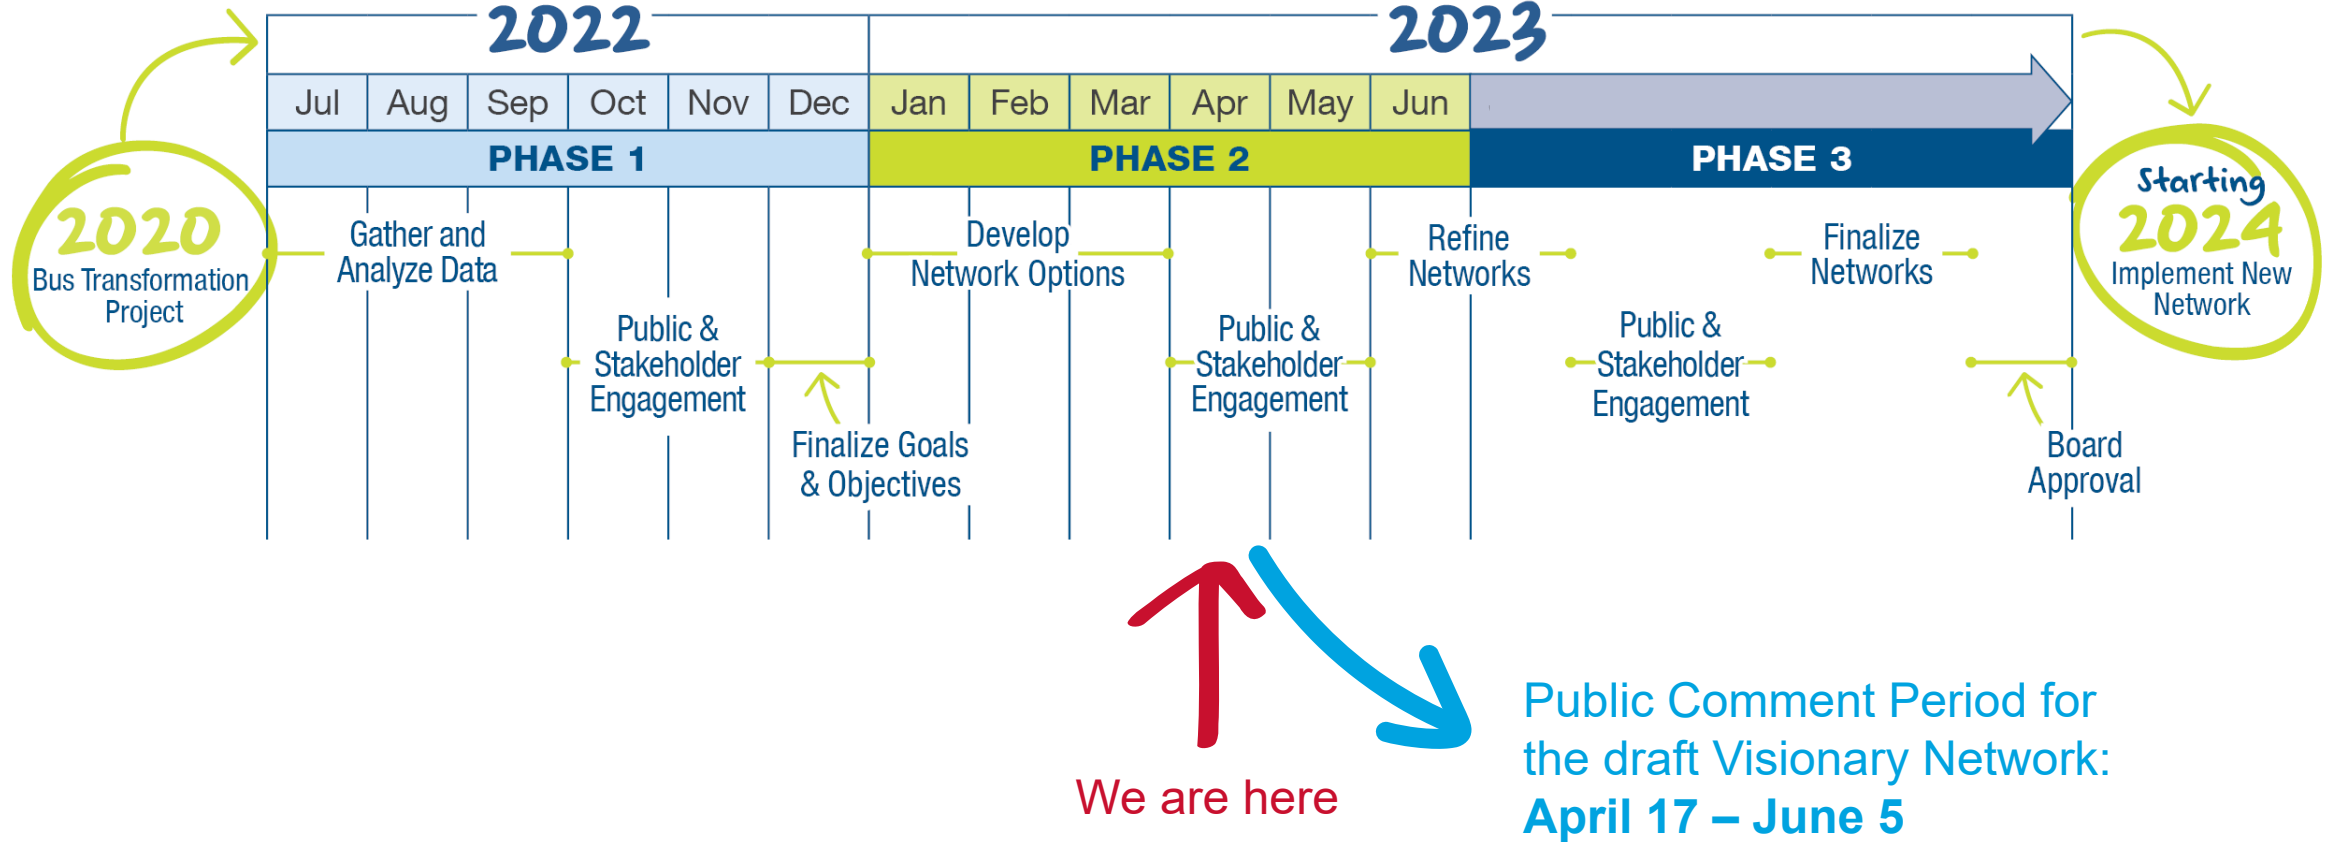 2022
2023
Jul Aug Sep Oct Nov Dec Jan Feb Mar Apr May Jun
PHASE 1
PHASE 2
PHASE 3
2020
Bus Transformation
Project
Gather and
Analyze Data
Public &
Stakeholder
Engagement
Finalize Goals
& Objectives
Develop
Network Options
Public &
Stakeholder
Engagement
Refine
Networks
Public &
Stakeholder
Engagement
Finalize
Networks
Board
Approval
Starting
2024
Implement New
Network
We are here
Public Comment Period for
the draft Visionary Network:
April 17 – June 5